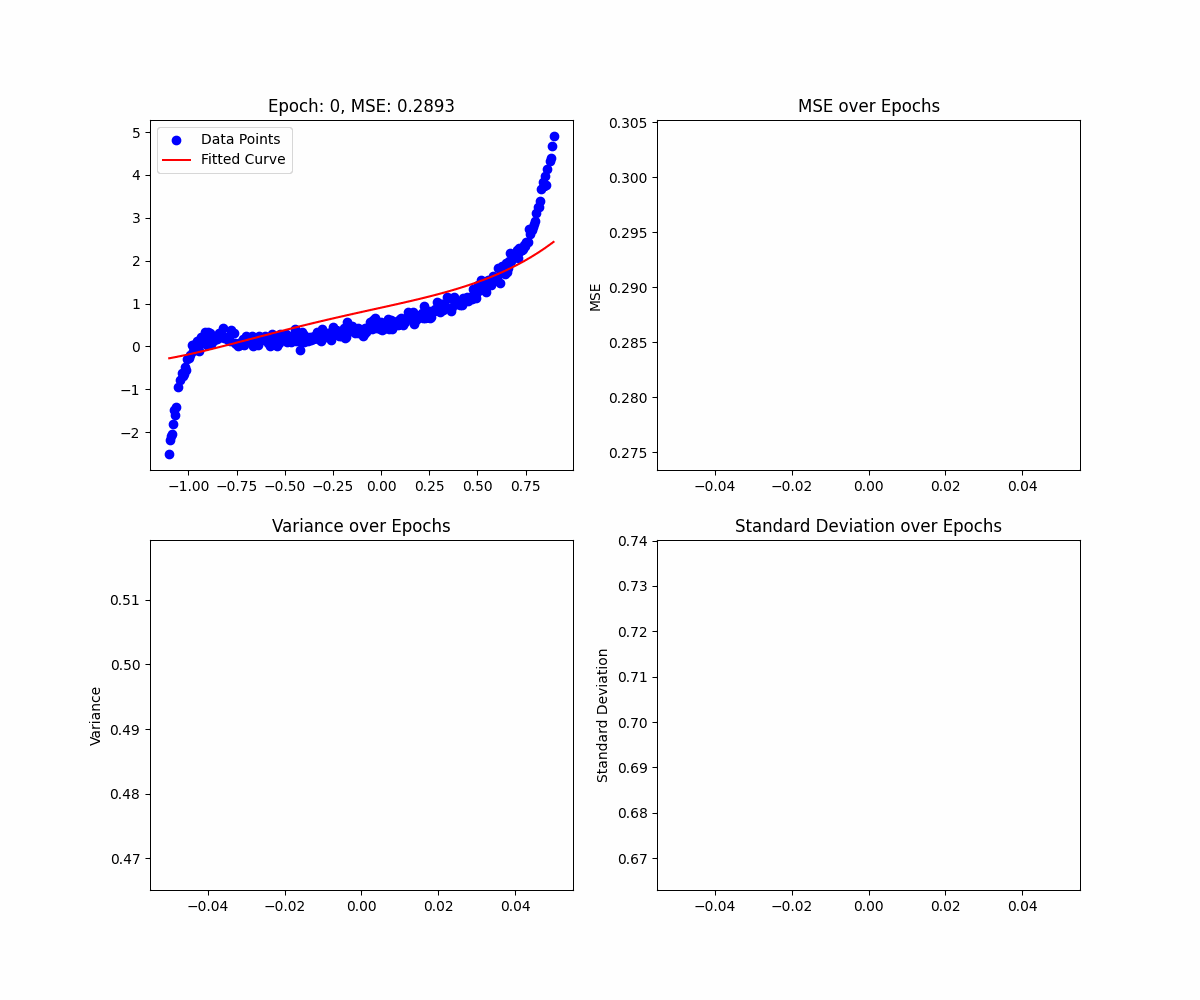 Epoch: 0, MSE: 0.2893
Data Points
Fitted Curve
5
4
3
2
1
0
−1
−2
−1.00 −0.75 −0.50 −0.25 0.00 0.25 0.50 0.75
MSE over Epochs
MSE
0.305
0.300
0.295
0.290
0.285
0.280
0.275
−0.04 −0.02 0.00 0.02 0.04
Variance over Epochs
Variance
0.51
0.50
0.49
0.48
0.47
−0.04 −0.02 0.00 0.02 0.04
Standard Deviation over Epochs
Standard Deviation
0.74
0.73
0.72
0.71
0.70
0.69
0.68
0.67
−0.04 −0.02 0.00 0.02 0.04